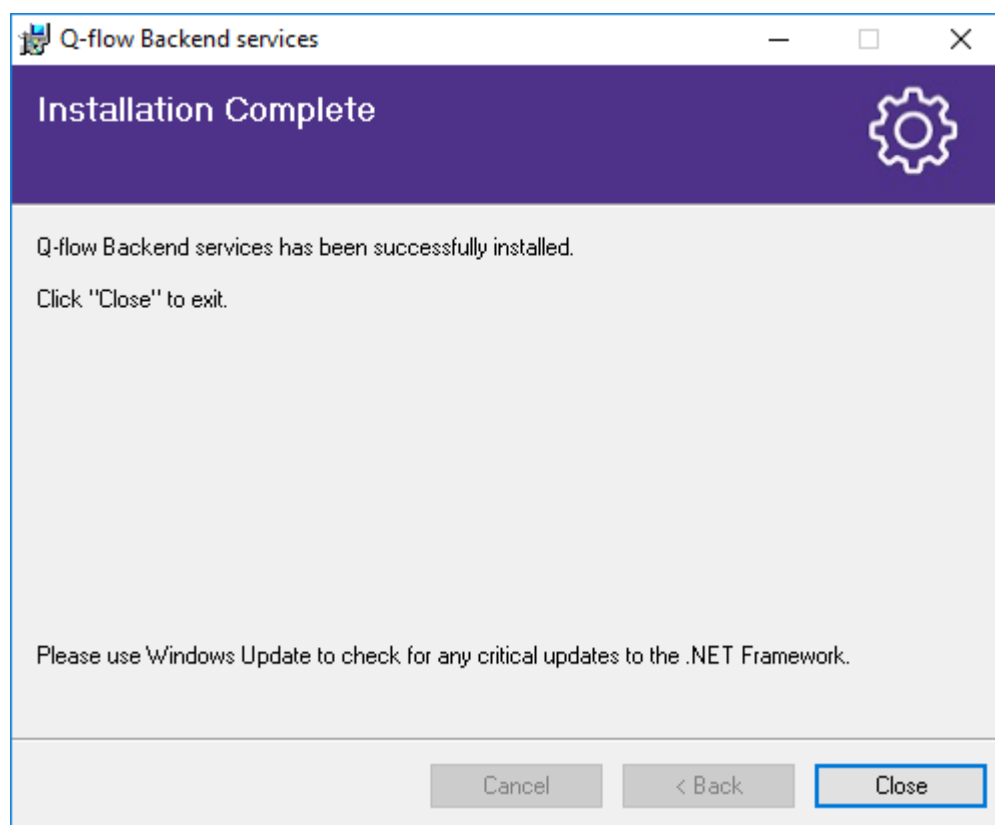 Q-flow Backend services
Installation Complete
Q-flow Backend services has been successfully installed.
Click "Close" to exit.
Please use Windows Update to check for any critical updates to the .NET Framework.
Cancel
< Back
Close